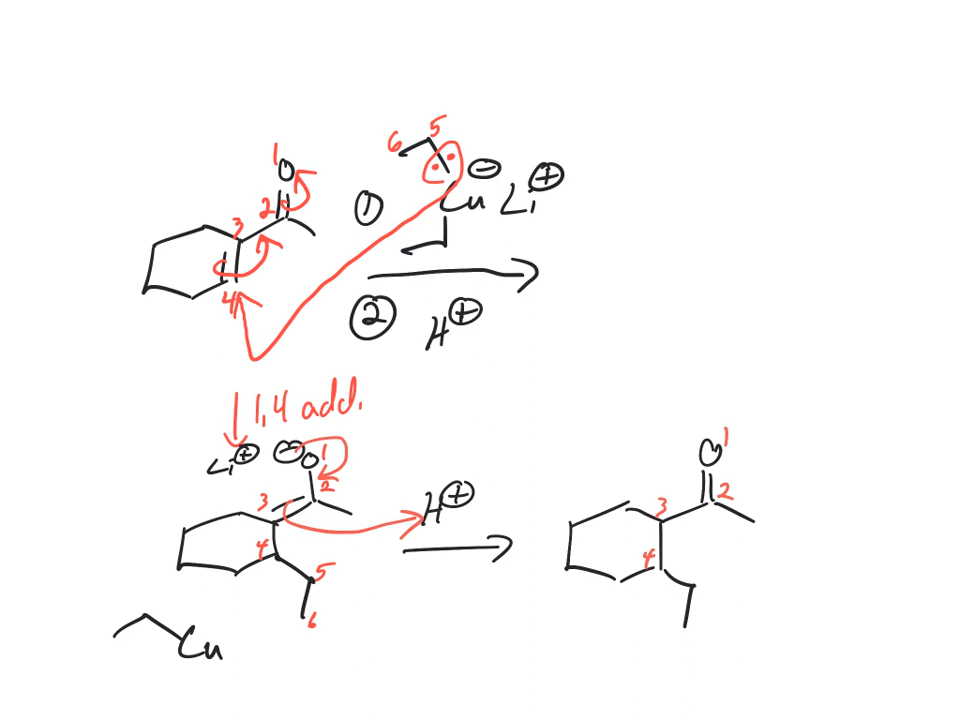 6 5
1
O ⊖ ⊕
2 ① Cu Li
3
4
② H⊕
↓ 1,4 add.
Li⊕ ⊖ O 1
2
3 H⊕
4
5
6
Cu
O 1
2
3
4